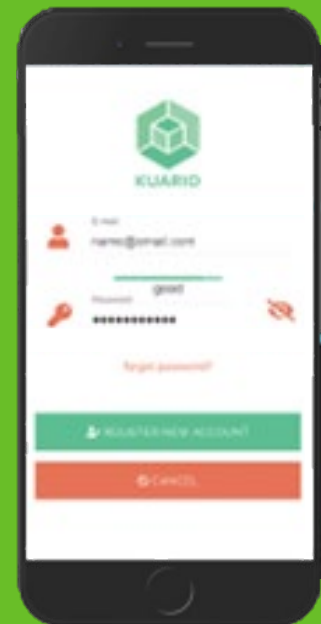 KUARIO
E-mail
name@email.com
good
Password
•••••••••••
forgot password?
REGISTER NEW ACCOUNT
CANCEL